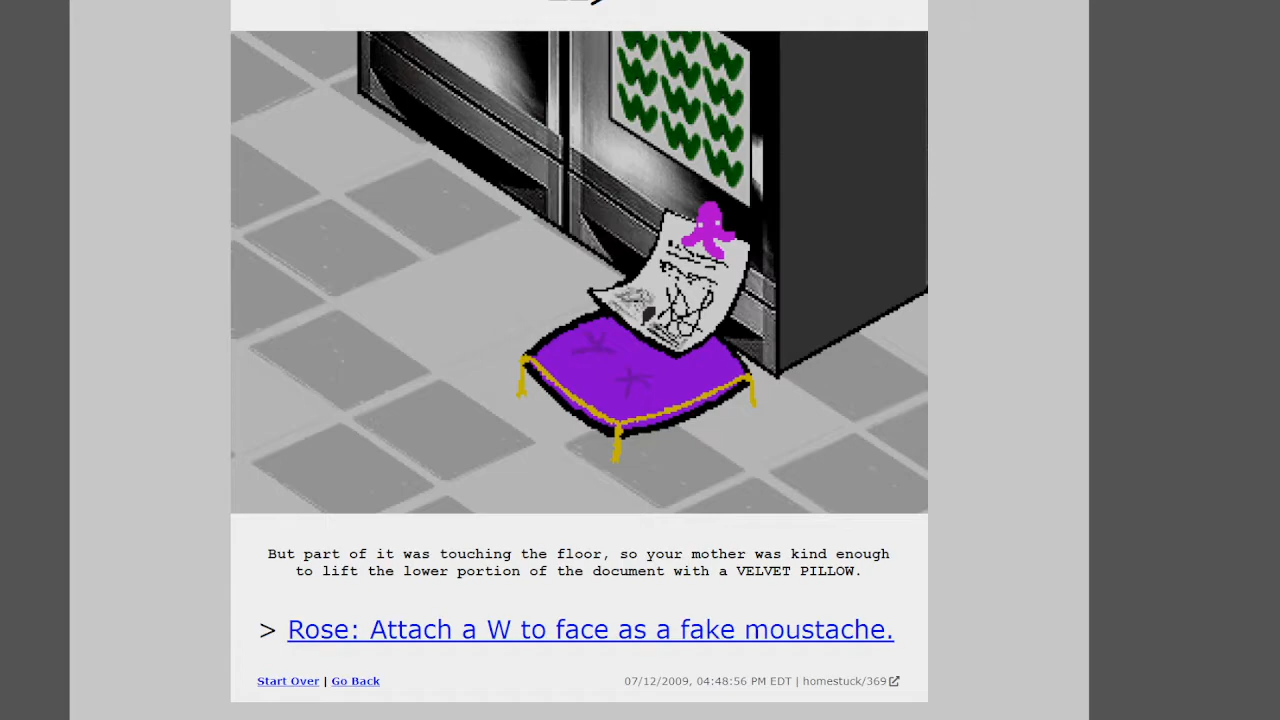 But part of it was touching the floor, so your mother was kind enough
to lift the lower portion of the document with a VELVET PILLOW.
> Rose: Attach a W to face as a fake moustache.
Start Over | Go Back
07/12/2009, 04:48:56 PM EDT | homestuck/369